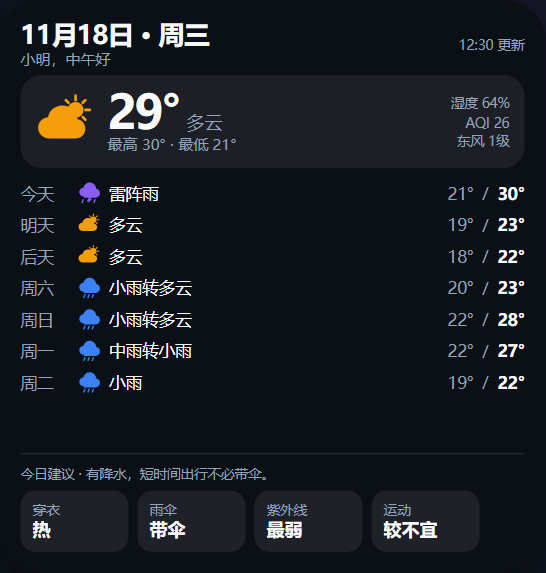 11月18日 · 周三
小明，中午好
12:30 更新
29° 多云
最高 30° · 最低 21°
湿度 64%
AQI 26
东风 1级
今天 雷阵雨 21° / 30°
明天 多云 19° / 23°
后天 多云 18° / 22°
周六 小雨转多云 20° / 23°
周日 小雨转多云 22° / 28°
周一 中雨转小雨 22° / 27°
周二 小雨 19° / 22°
今日建议 · 有降水，短时间出行不必带伞。
穿衣
热
雨伞
带伞
紫外线
最弱
运动
较不宜